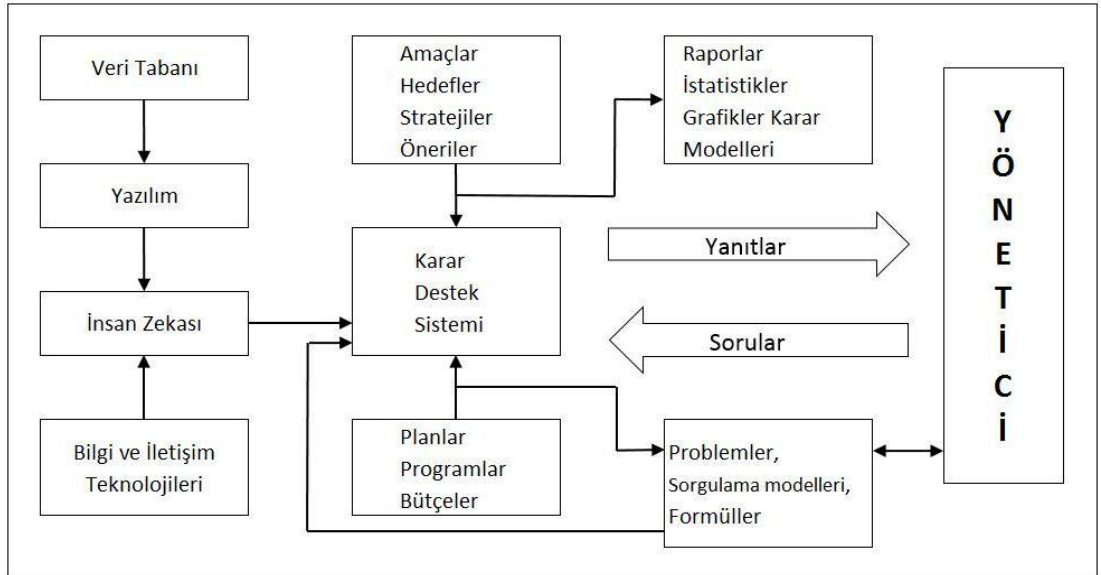 Veri Tabanı
Yazılım
İnsan Zekası
Bilgi ve İletişim
Teknolojileri
Amaçlar
Hedefler
Stratejiler
Öneriler
Karar
Destek
Sistemi
Planlar
Programlar
Bütçeler
Raporlar
İstatistikler
Grafikler Karar
Modelleri
Yanıtlar
Sorular
Problemler,
Sorgulama modelleri,
Formüller
Y
Ö
N
E
T
İ
C
İ